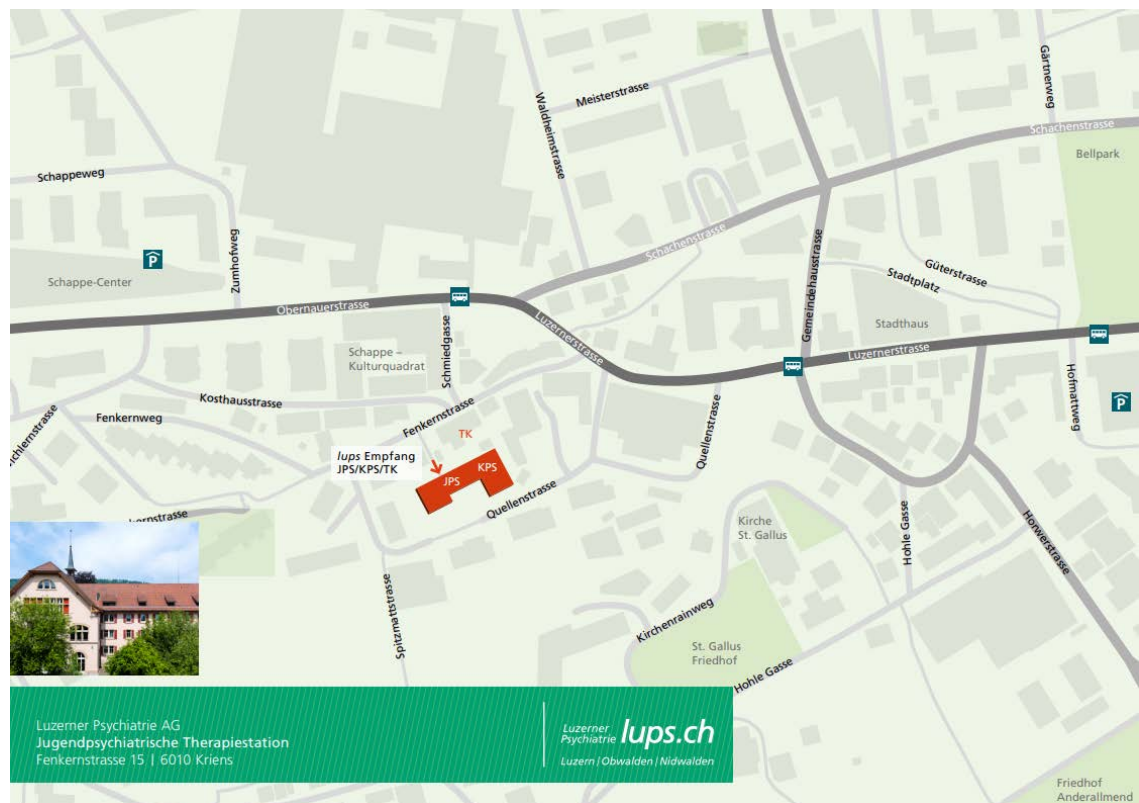 Gärtnerweg
Meisterstrasse
Waldheimstrasse
Schachenstrasse
Bellpark
Schappeweg
Zumhofweg
P
Schappe-Center
Schachenstrasse
Gemeindehausstrasse
Güterstrasse
Stadtplatz
Obernauerstrasse
Luzernerstrasse
Stadthaus
Luzernerstrasse
Schmiedgasse
Schappe –
Kulturquadrat
Hofmattweg
P
Kosthausstrasse
Fenkernweg
Fenkernstrasse
Quellenstrasse
TK
lups Empfang
JPS/KPS/TK
KPS
JPS
Quellenstrasse
Kirche
St. Gallus
Hohle Gasse
Horwerstrasse
Spitzmattstrasse
Kirchenrainweg
St. Gallus
Friedhof
Hohle Gasse
Luzerner Psychiatrie AG
Jugendpsychiatrische Therapiestation
Fenkernstrasse 15 | 6010 Kriens
Luzerner
Psychiatrie lups.ch
Luzern | Obwalden | Nidwalden
Friedhof
Anderallmend